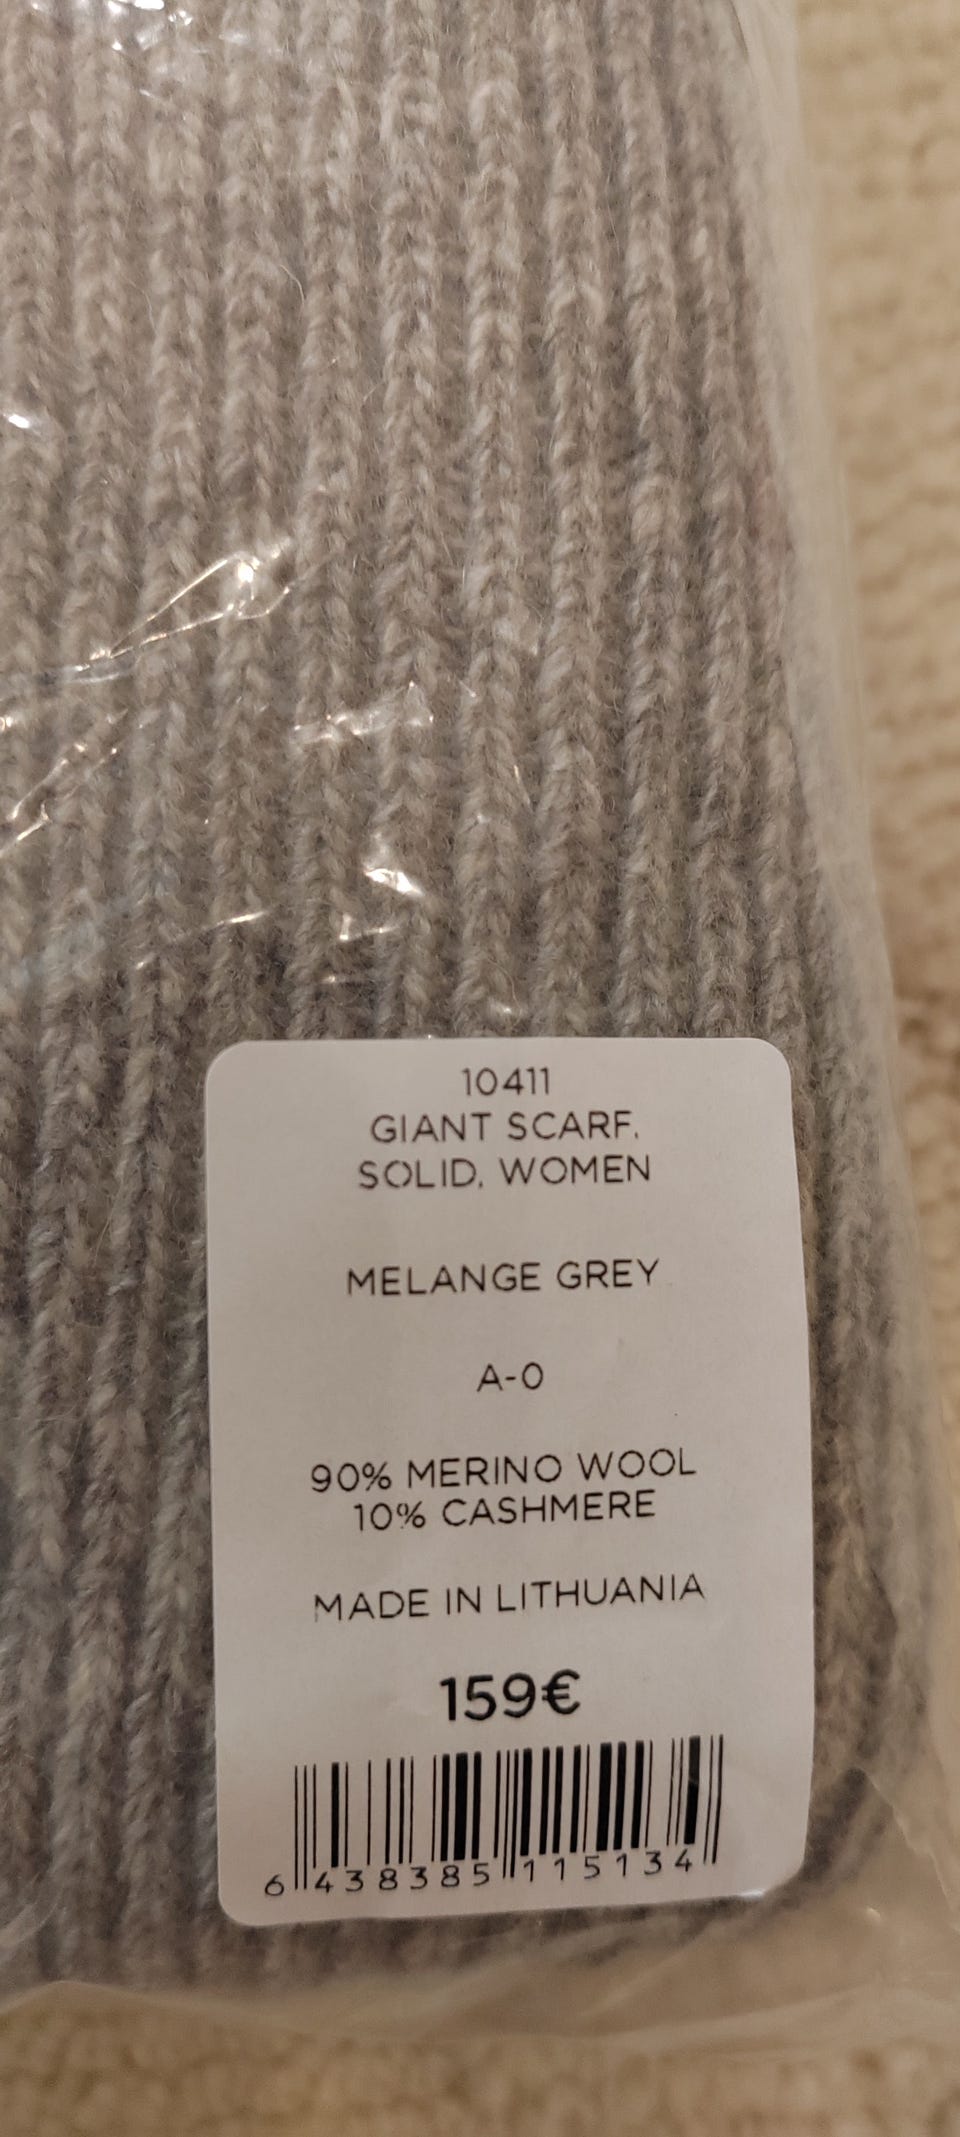 10411
GIANT SCARF.
SOLID. WOMEN
MELANGE GREY
A-0
90% MERINO WOOL
10% CASHMERE
MADE IN LITHUANIA
159€
6 438385 115134